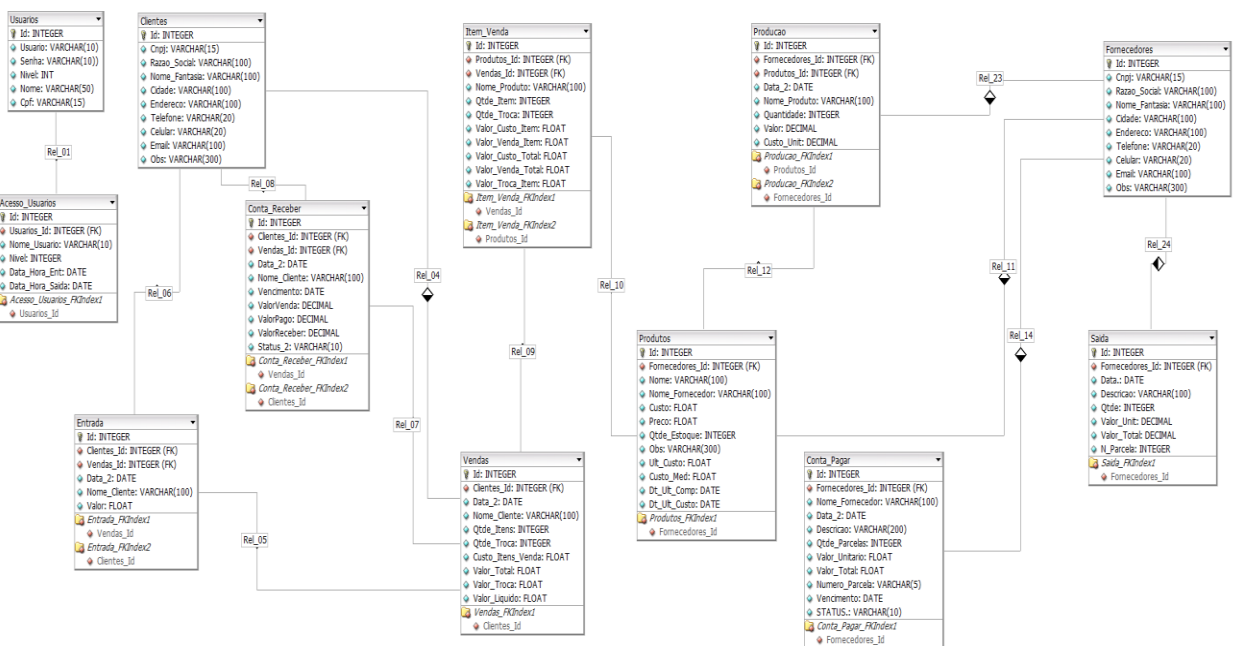 Usuarios
Id: INTEGER
Usuario: VARCHAR(10)
Senha: VARCHAR(10))
Nivel: INT
Nome: VARCHAR(50)
Cpf: VARCHAR(15)
Rel_01
Acesso_Usuarios
Id: INTEGER
Usuarios_Id: INTEGER (FK)
Nome_Usuario: VARCHAR(10)
Nivel: INTEGER
Data_Hora_Ent: DATE
Data_Hora_Saida: DATE
Acesso_Usuarios_FKIndex1
Usuarios_Id
Clientes
Id: INTEGER
Cnpj: VARCHAR(15)
Razao_Social: VARCHAR(100)
Nome_Fantasia: VARCHAR(100)
Cidade: VARCHAR(100)
Endereco: VARCHAR(100)
Telefone: VARCHAR(20)
Celular: VARCHAR(20)
Email: VARCHAR(100)
Obs: VARCHAR(300)
Rel_08
Rel_06
Conta_Receber
Id: INTEGER
Clientes_Id: INTEGER (FK)
Vendas_Id: INTEGER (FK)
Data_2: DATE
Nome_Cliente: VARCHAR(100)
Vencimento: DATE
ValorVenda: DECIMAL
ValorPago: DECIMAL
ValorReceber: DECIMAL
Status_2: VARCHAR(10)
Conta_Receber_FKIndex1
Vendas_Id
Conta_Receber_FKIndex2
Clientes_Id
Rel_04
Rel_07
Entrada
Id: INTEGER
Clientes_Id: INTEGER (FK)
Vendas_Id: INTEGER (FK)
Data_2: DATE
Nome_Cliente: VARCHAR(100)
Valor: FLOAT
Entrada_FKIndex1
Vendas_Id
Entrada_FKIndex2
Clientes_Id
Rel_05
Item_Venda
Id: INTEGER
Produtos_Id: INTEGER (FK)
Vendas_Id: INTEGER (FK)
Nome_Produto: VARCHAR(100)
Qtde_Item: INTEGER
Qtde_Troca: INTEGER
Valor_Custo_Item: FLOAT
Valor_Venda_Item: FLOAT
Valor_Custo_Total: FLOAT
Valor_Venda_Total: FLOAT
Valor_Troca_Item: FLOAT
Item_Venda_FKIndex1
Vendas_Id
Item_Venda_FKIndex2
Produtos_Id
Rel_10
Rel_09
Vendas
Id: INTEGER
Clientes_Id: INTEGER (FK)
Data_2: DATE
Nome_Cliente: VARCHAR(100)
Qtde_Itens: INTEGER
Qtde_Troca: INTEGER
Custo_Itens_Venda: FLOAT
Valor_Total: FLOAT
Valor_Troca: FLOAT
Valor_Liquido: FLOAT
Vendas_FKIndex1
Clientes_Id
Producao
Id: INTEGER
Fornecedores_Id: INTEGER (FK)
Produtos_Id: INTEGER (FK)
Data_2: DATE
Nome_Produto: VARCHAR(100)
Quantidade: INTEGER
Valor: DECIMAL
Custo_Unit: DECIMAL
Producao_FKIndex1
Produtos_Id
Producao_FKIndex2
Fornecedores_Id
Rel_12
Produtos
Id: INTEGER
Fornecedores_Id: INTEGER (FK)
Nome: VARCHAR(100)
Nome_Fornecedor: VARCHAR(100)
Custo: FLOAT
Preco: FLOAT
Qtde_Estoque: INTEGER
Obs: VARCHAR(300)
Ult_Custo: FLOAT
Custo_Med: FLOAT
Dt_Ult_Comp: DATE
Dt_Ult_Custo: DATE
Produtos_FKIndex1
Fornecedores_Id
Rel_23
Rel_11
Rel_14
Conta_Pagar
Id: INTEGER
Fornecedores_Id: INTEGER (FK)
Nome_Fornecedor: VARCHAR(100)
Data_2: DATE
Descricao: VARCHAR(200)
Qtde_Parcelas: INTEGER
Valor_Unitario: FLOAT
Valor_Total: FLOAT
Numero_Parcela: VARCHAR(5)
Vencimento: DATE
STATUS.: VARCHAR(10)
Conta_Pagar_FKIndex1
Fornecedores_Id
Fornecedores
Id: INTEGER
Cnpj: VARCHAR(15)
Razao_Social: VARCHAR(100)
Nome_Fantasia: VARCHAR(100)
Cidade: VARCHAR(100)
Endereco: VARCHAR(100)
Telefone: VARCHAR(20)
Celular: VARCHAR(20)
Email: VARCHAR(100)
Obs: VARCHAR(300)
Rel_24
Saida
Id: INTEGER
Fornecedores_Id: INTEGER (FK)
Data.: DATE
Descricao: VARCHAR(100)
Qtde: INTEGER
Valor_Unit: DECIMAL
Valor_Total: DECIMAL
N_Parcela: INTEGER
Saida_FKIndex1
Fornecedores_Id